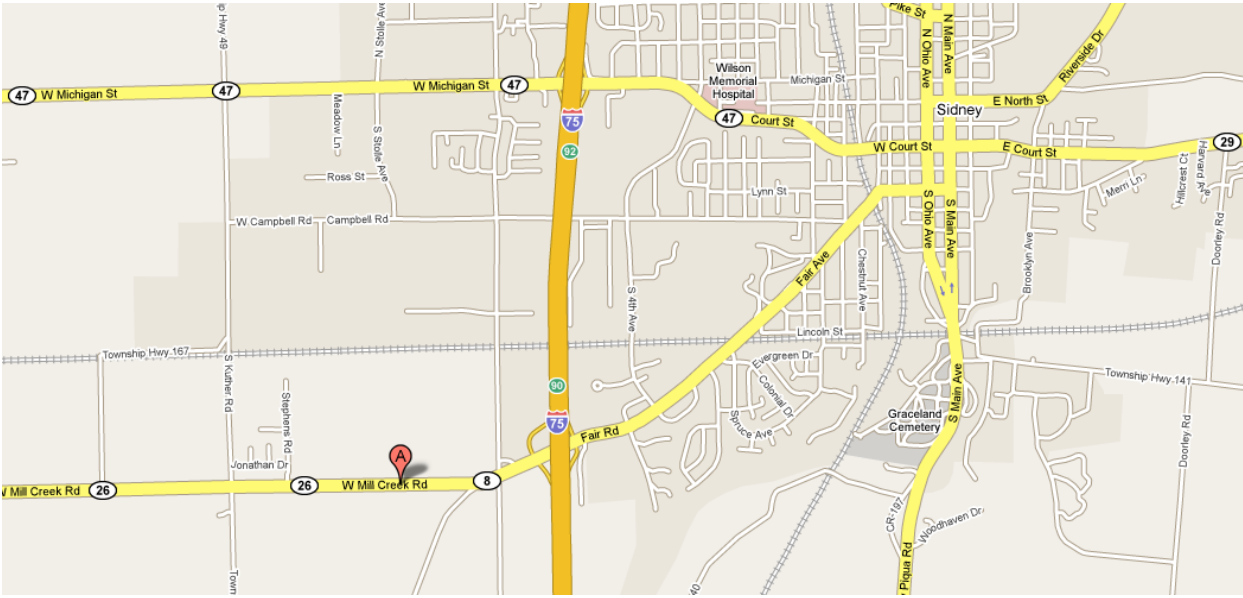 Pike St
N Ohio Ave
N Main Ave
Riverside Dr
p Hwy 49
N Stolle Ave
Wilson
Memorial
Hospital
Michigan St
47
W Michigan St
47
W Michigan St
47
75
92
Meadow Ln
S Stolle Ave
47
Court St
E North St
Sidney
W Court St
E Court St
29
Ross St
Lynn St
Merri Ln
Hillcrest Ct
Harvard Ave
W Campbell Rd
Campbell Rd
S Ohio Ave
S Main Ave
Doorley Rd
Brooklyn Ave
Fair Ave
Chestnut Ave
S 4th Ave
Lincoln St
Township Hwy 167
S Kuther Rd
Evergreen Dr
Colonial Dr
Spruce Ave
Township Hwy 141
90
75
Stephens Rd
Graceland
Cemetery
S Main Ave
Doorley Rd
Fair Rd
Jonathan Dr
A
W Mill Creek Rd
26
26
W Mill Creek Rd
8
CR-197
Woodhaven Dr
Town
40
Piqua Rd